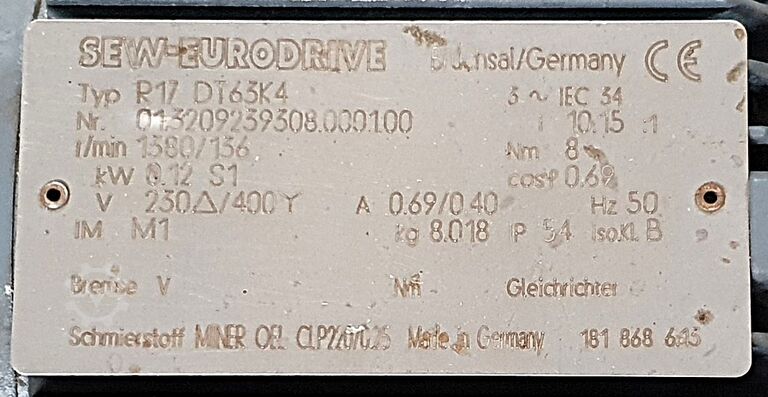 SEW-EURODRIVE Bruchsal/Germany CE
Typ R17 DT63K4 3 ~ IEC 34
Nr. 01.3209239308.0001.00 i 10.15 :1
r/min 1380/136 Nm 8
kW 0.12 S1 cosφ 0.69
V 230Δ/400Y A 0.69/0.40 Hz 50
IM M1 kg 8.018 IP 54 Iso.Kl. B
Bremse V Nm Gleichrichter
Schmierstoff MINER OEL CLP220/0.25 Made in Germany 181 868 6.13